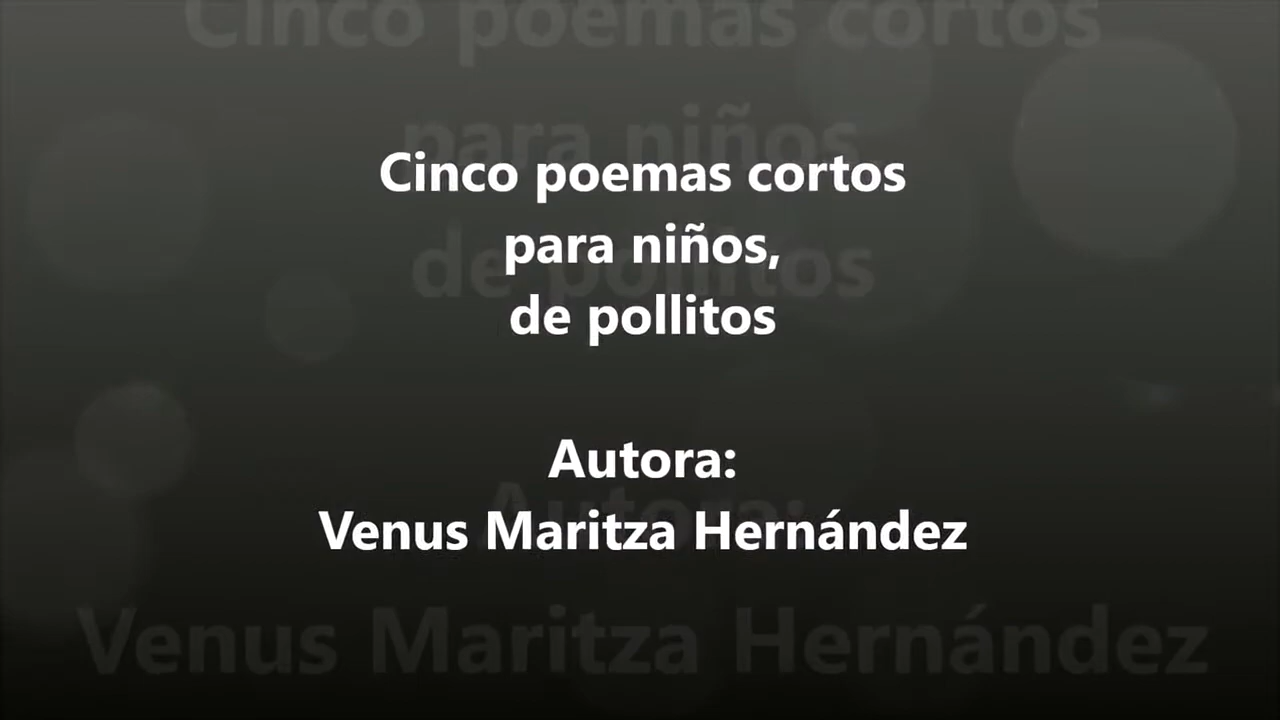 Cinco poemas cortos
para niños,
de pollitos
Autora:
Venus Maritza Hernández